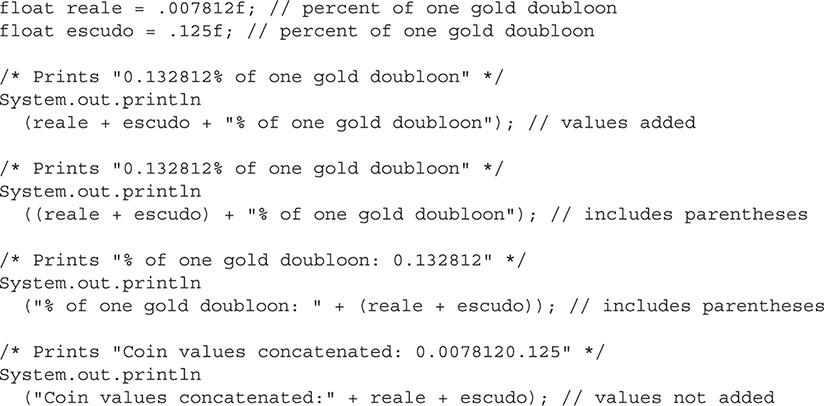 float reale = .007812f; // percent of one gold doubloon
float escudo = .125f; // percent of one gold doubloon
/* Prints "0.132812% of one gold doubloon" */
System.out.println
(reale + escudo + "% of one gold doubloon"); // values added
/* Prints "0.132812% of one gold doubloon" */
System.out.println
((reale + escudo) + "% of one gold doubloon"); // includes parentheses
/* Prints "% of one gold doubloon: 0.132812" */
System.out.println
("% of one gold doubloon: " + (reale + escudo)); // includes parentheses
/* Prints "Coin values concatenated: 0.0078120.125" */
System.out.println
("Coin values concatenated:" + reale + escudo); // values not added